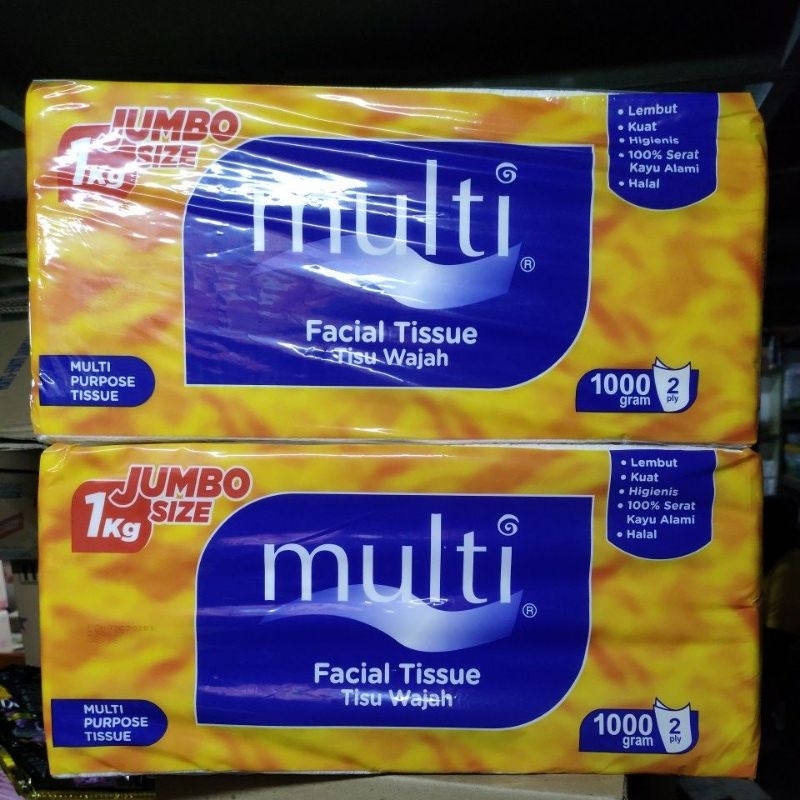 JUMBO
SIZE
1Kg
multi
®
Facial Tissue
Tisu Wajah
MULTI
PURPOSE
TISSUE
• Lembut
• Kuat
• Higienis
• 100% Serat
Kayu Alami
• Halal
1000
gram
2
ply
JUMBO
SIZE
1Kg
multi
®
Facial Tissue
Tisu Wajah
MULTI
PURPOSE
TISSUE
• Lembut
• Kuat
• Higienis
• 100% Serat
Kayu Alami
• Halal
1000
gram
2
ply